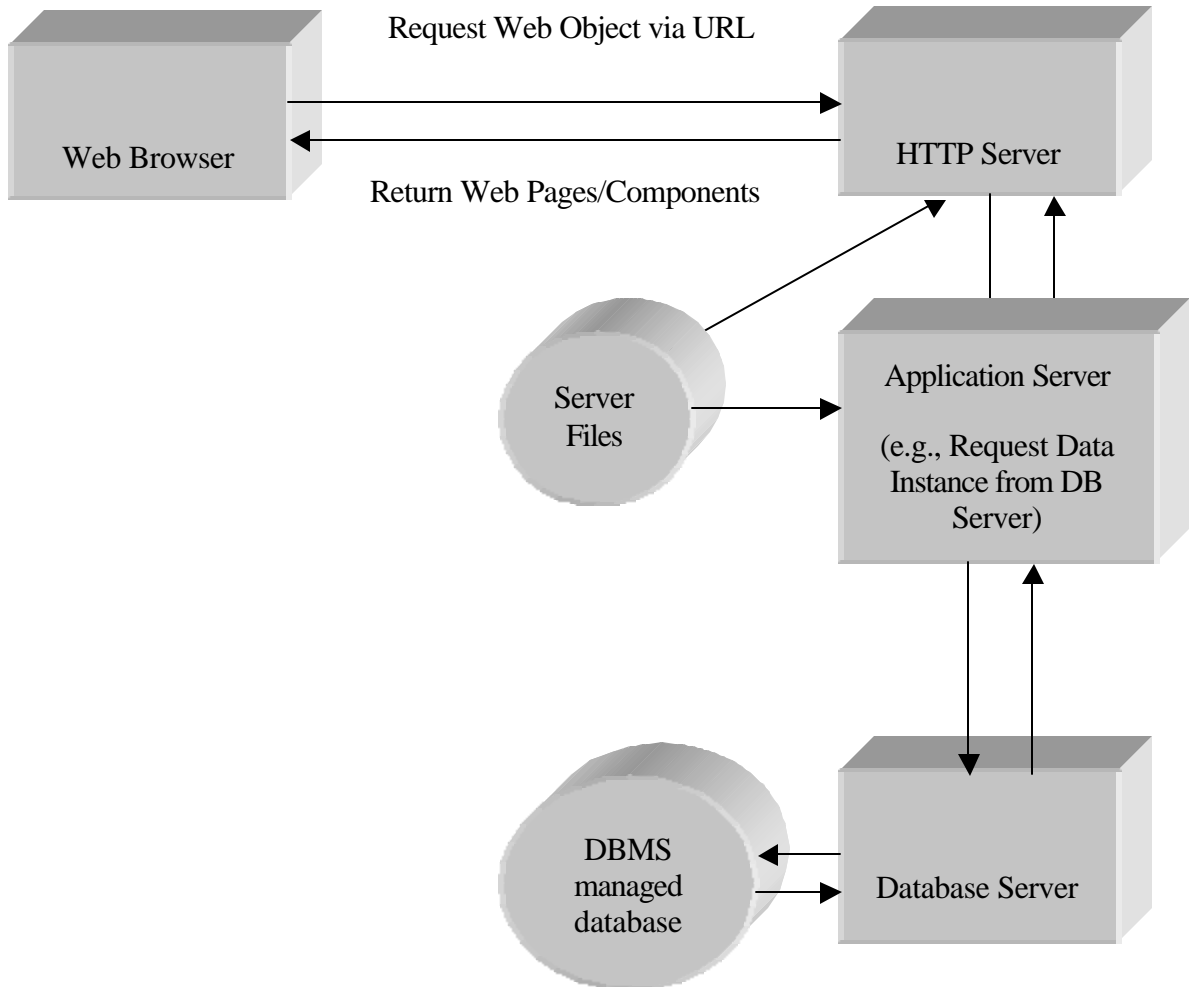 Request Web Object via URL
Web Browser
HTTP Server
Return Web Pages/Components
Server
Files
Application Server
(e.g., Request Data
Instance from DB
Server)
DBMS
managed
database
Database Server